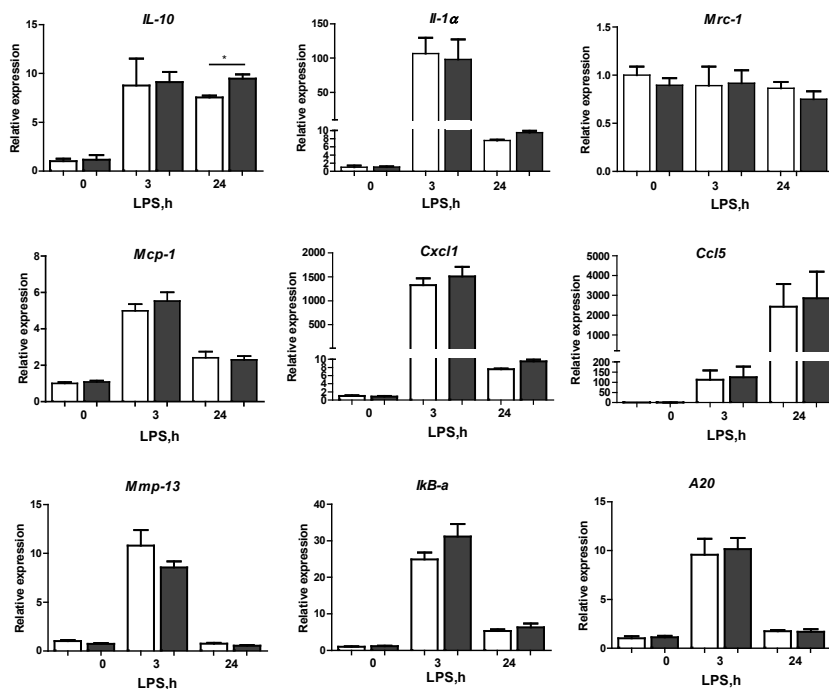 IL-10
Relative expression
15
10
5
0
*
0 3 24
LPS,h
Il-1α
Relative expression
150
100
50
10
8
6
4
2
0
0 3 24
LPS,h
Mrc-1
Relative expression
1.5
1.0
0.5
0.0
0 3 24
LPS,h
Mcp-1
Relative expression
8
6
4
2
0
0 3 24
LPS,h
Cxcl1
Relative expression
1500
1000
500
10
8
6
4
2
0
0 3 24
LPS,h
Ccl5
Relative expression
5000
4000
3000
2000
1000
200
150
100
50
0
0 3 24
LPS,h
Mmp-13
Relative expression
15
10
5
0
0 3 24
LPS,h
IkB-a
Relative expression
40
30
20
10
0
0 3 24
LPS,h
A20
Relative expression
15
10
5
0
0 3 24
LPS,h